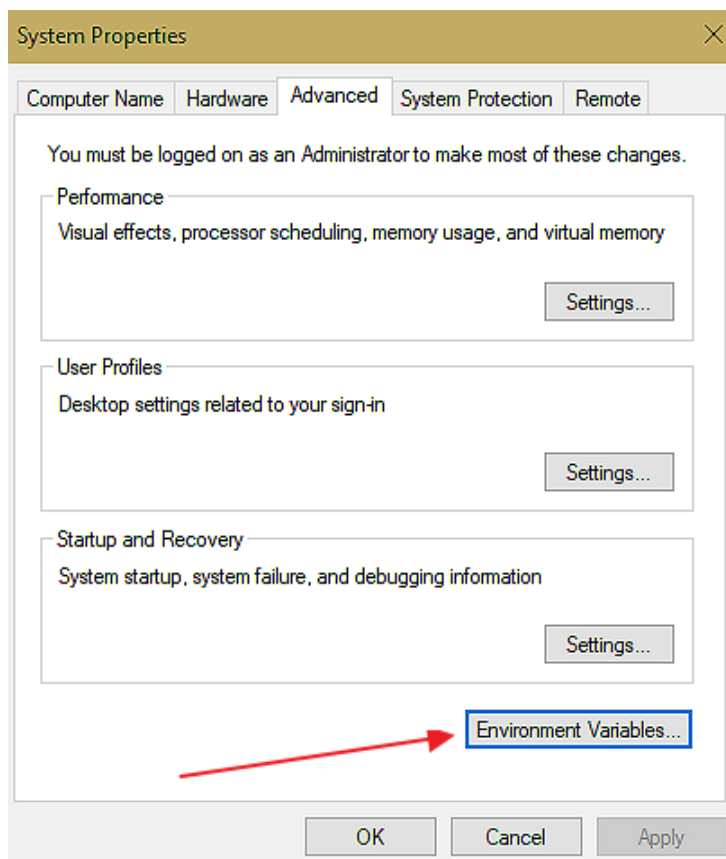 System Properties
Computer Name Hardware Advanced System Protection Remote
You must be logged on as an Administrator to make most of these changes.
Performance
Visual effects, processor scheduling, memory usage, and virtual memory
Settings...
User Profiles
Desktop settings related to your sign-in
Settings...
Startup and Recovery
System startup, system failure, and debugging information
Settings...
Environment Variables...
OK Cancel Apply